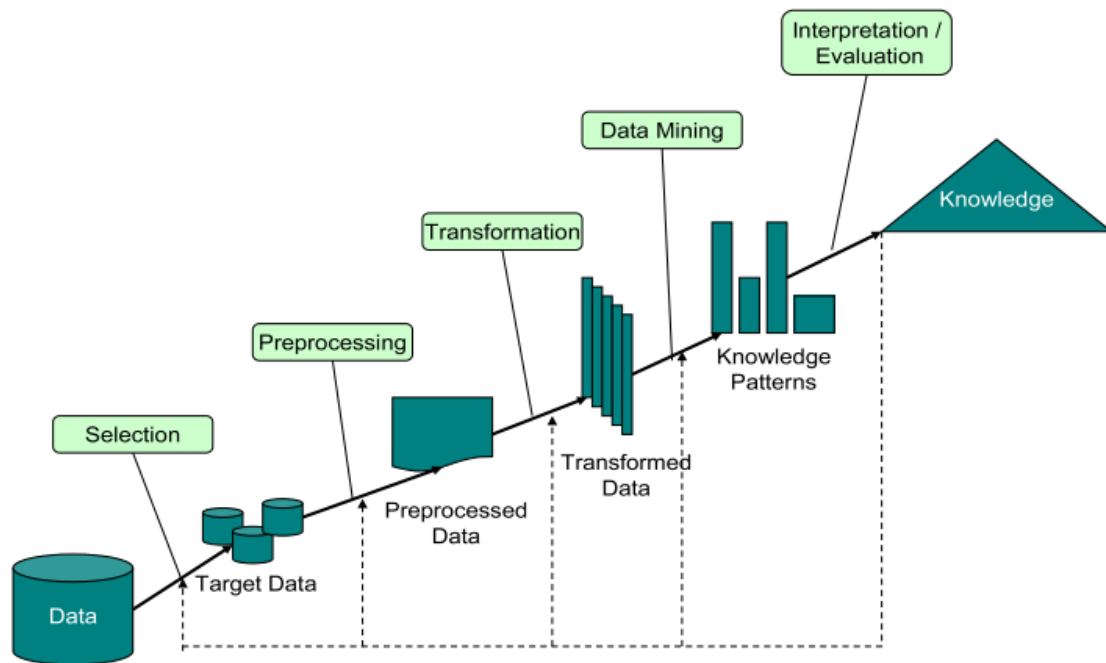 Interpretation /
Evaluation
Data Mining
Knowledge
Transformation
Preprocessing
Knowledge
Patterns
Selection
Transformed
Data
Preprocessed
Data
Target Data
Data